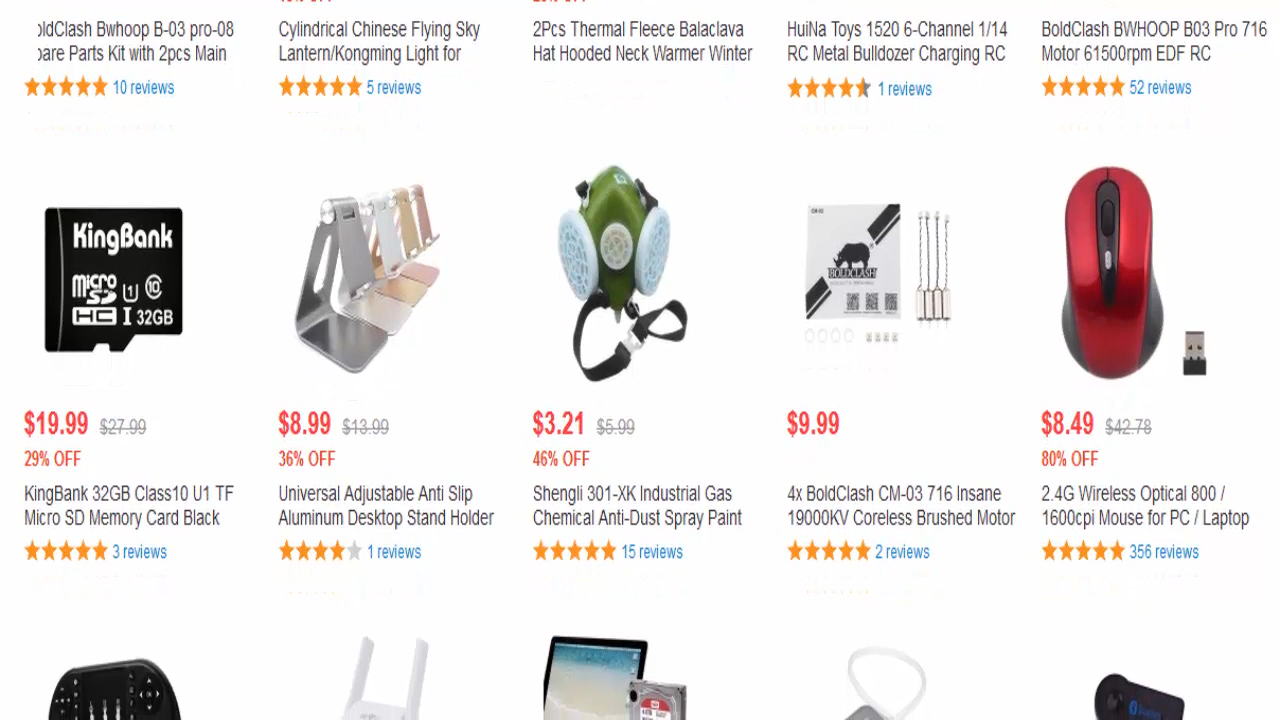 oldClash Bwhoop B-03 pro-08
pare Parts Kit with 2pcs Main
10 reviews
Cylindrical Chinese Flying Sky
Lantern/Kongming Light for
5 reviews
2Pcs Thermal Fleece Balaclava
Hat Hooded Neck Warmer Winter
HuiNa Toys 1520 6-Channel 1/14
RC Metal Bulldozer Charging RC
1 reviews
BoldClash BWHOOP B03 Pro 716
Motor 61500rpm EDF RC
52 reviews
KingBank
micro
SD U1 10
HC I 32GB
$19.99 $27.99
29% OFF
KingBank 32GB Class10 U1 TF
Micro SD Memory Card Black
3 reviews
$8.99 $13.99
36% OFF
Universal Adjustable Anti Slip
Aluminum Desktop Stand Holder
1 reviews
$3.21 $5.99
46% OFF
Shengli 301-XK Industrial Gas
Chemical Anti-Dust Spray Paint
15 reviews
BOLDCLASH
$9.99
4x BoldClash CM-03 716 Insane
19000KV Coreless Brushed Motor
2 reviews
$8.49 $42.78
80% OFF
2.4G Wireless Optical 800 /
1600cpi Mouse for PC / Laptop
356 reviews